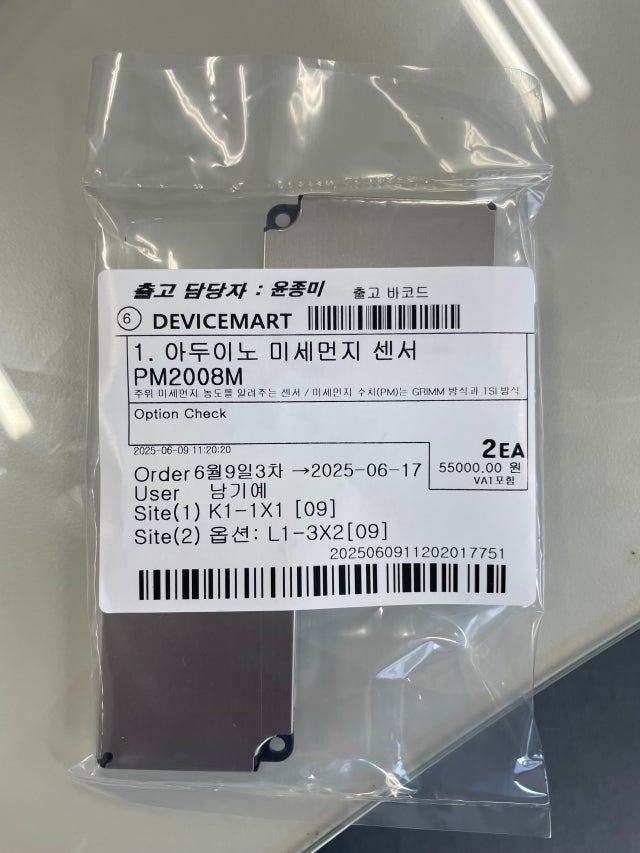 출고 담당자 : 윤종미 출고 바코드
6 DEVICEMART
1. 아두이노 미세먼지 센서
PM2008M
주위 미세먼지 농도를 알려주는 센서 / 미세먼지 수치(PM)는 GRIMM 방식과 TSI 방식
Option Check
2025-06-09 11:20:20
2EA
55000.00 원
VAT포함
Order 6월9일3차 →2025-06-17
User 남기예
Site(1) K1-1X1 [09]
Site(2) 옵션: L1-3X2[09]
2025060911202017751